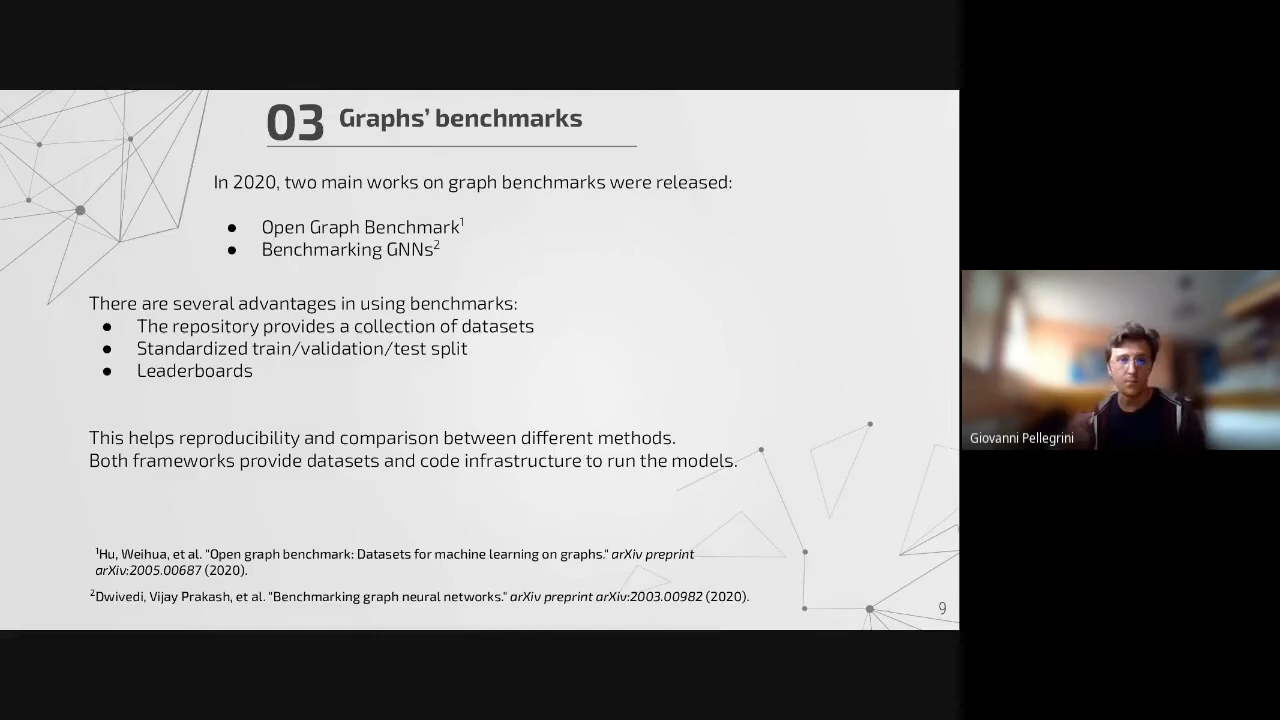 03 Graphs’ benchmarks
In 2020, two main works on graph benchmarks were released:
● Open Graph Benchmark1
● Benchmarking GNNs2
There are several advantages in using benchmarks:
● The repository provides a collection of datasets
● Standardized train/validation/test split
● Leaderboards
This helps reproducibility and comparison between different methods.
Both frameworks provide datasets and code infrastructure to run the models.
1Hu, Weihua, et al. "Open graph benchmark: Datasets for machine learning on graphs." arXiv preprint
arXiv:2005.00687 (2020).
2Dwivedi, Vijay Prakash, et al. "Benchmarking graph neural networks." arXiv preprint arXiv:2003.00982 (2020).
9
Giovanni Pellegrini